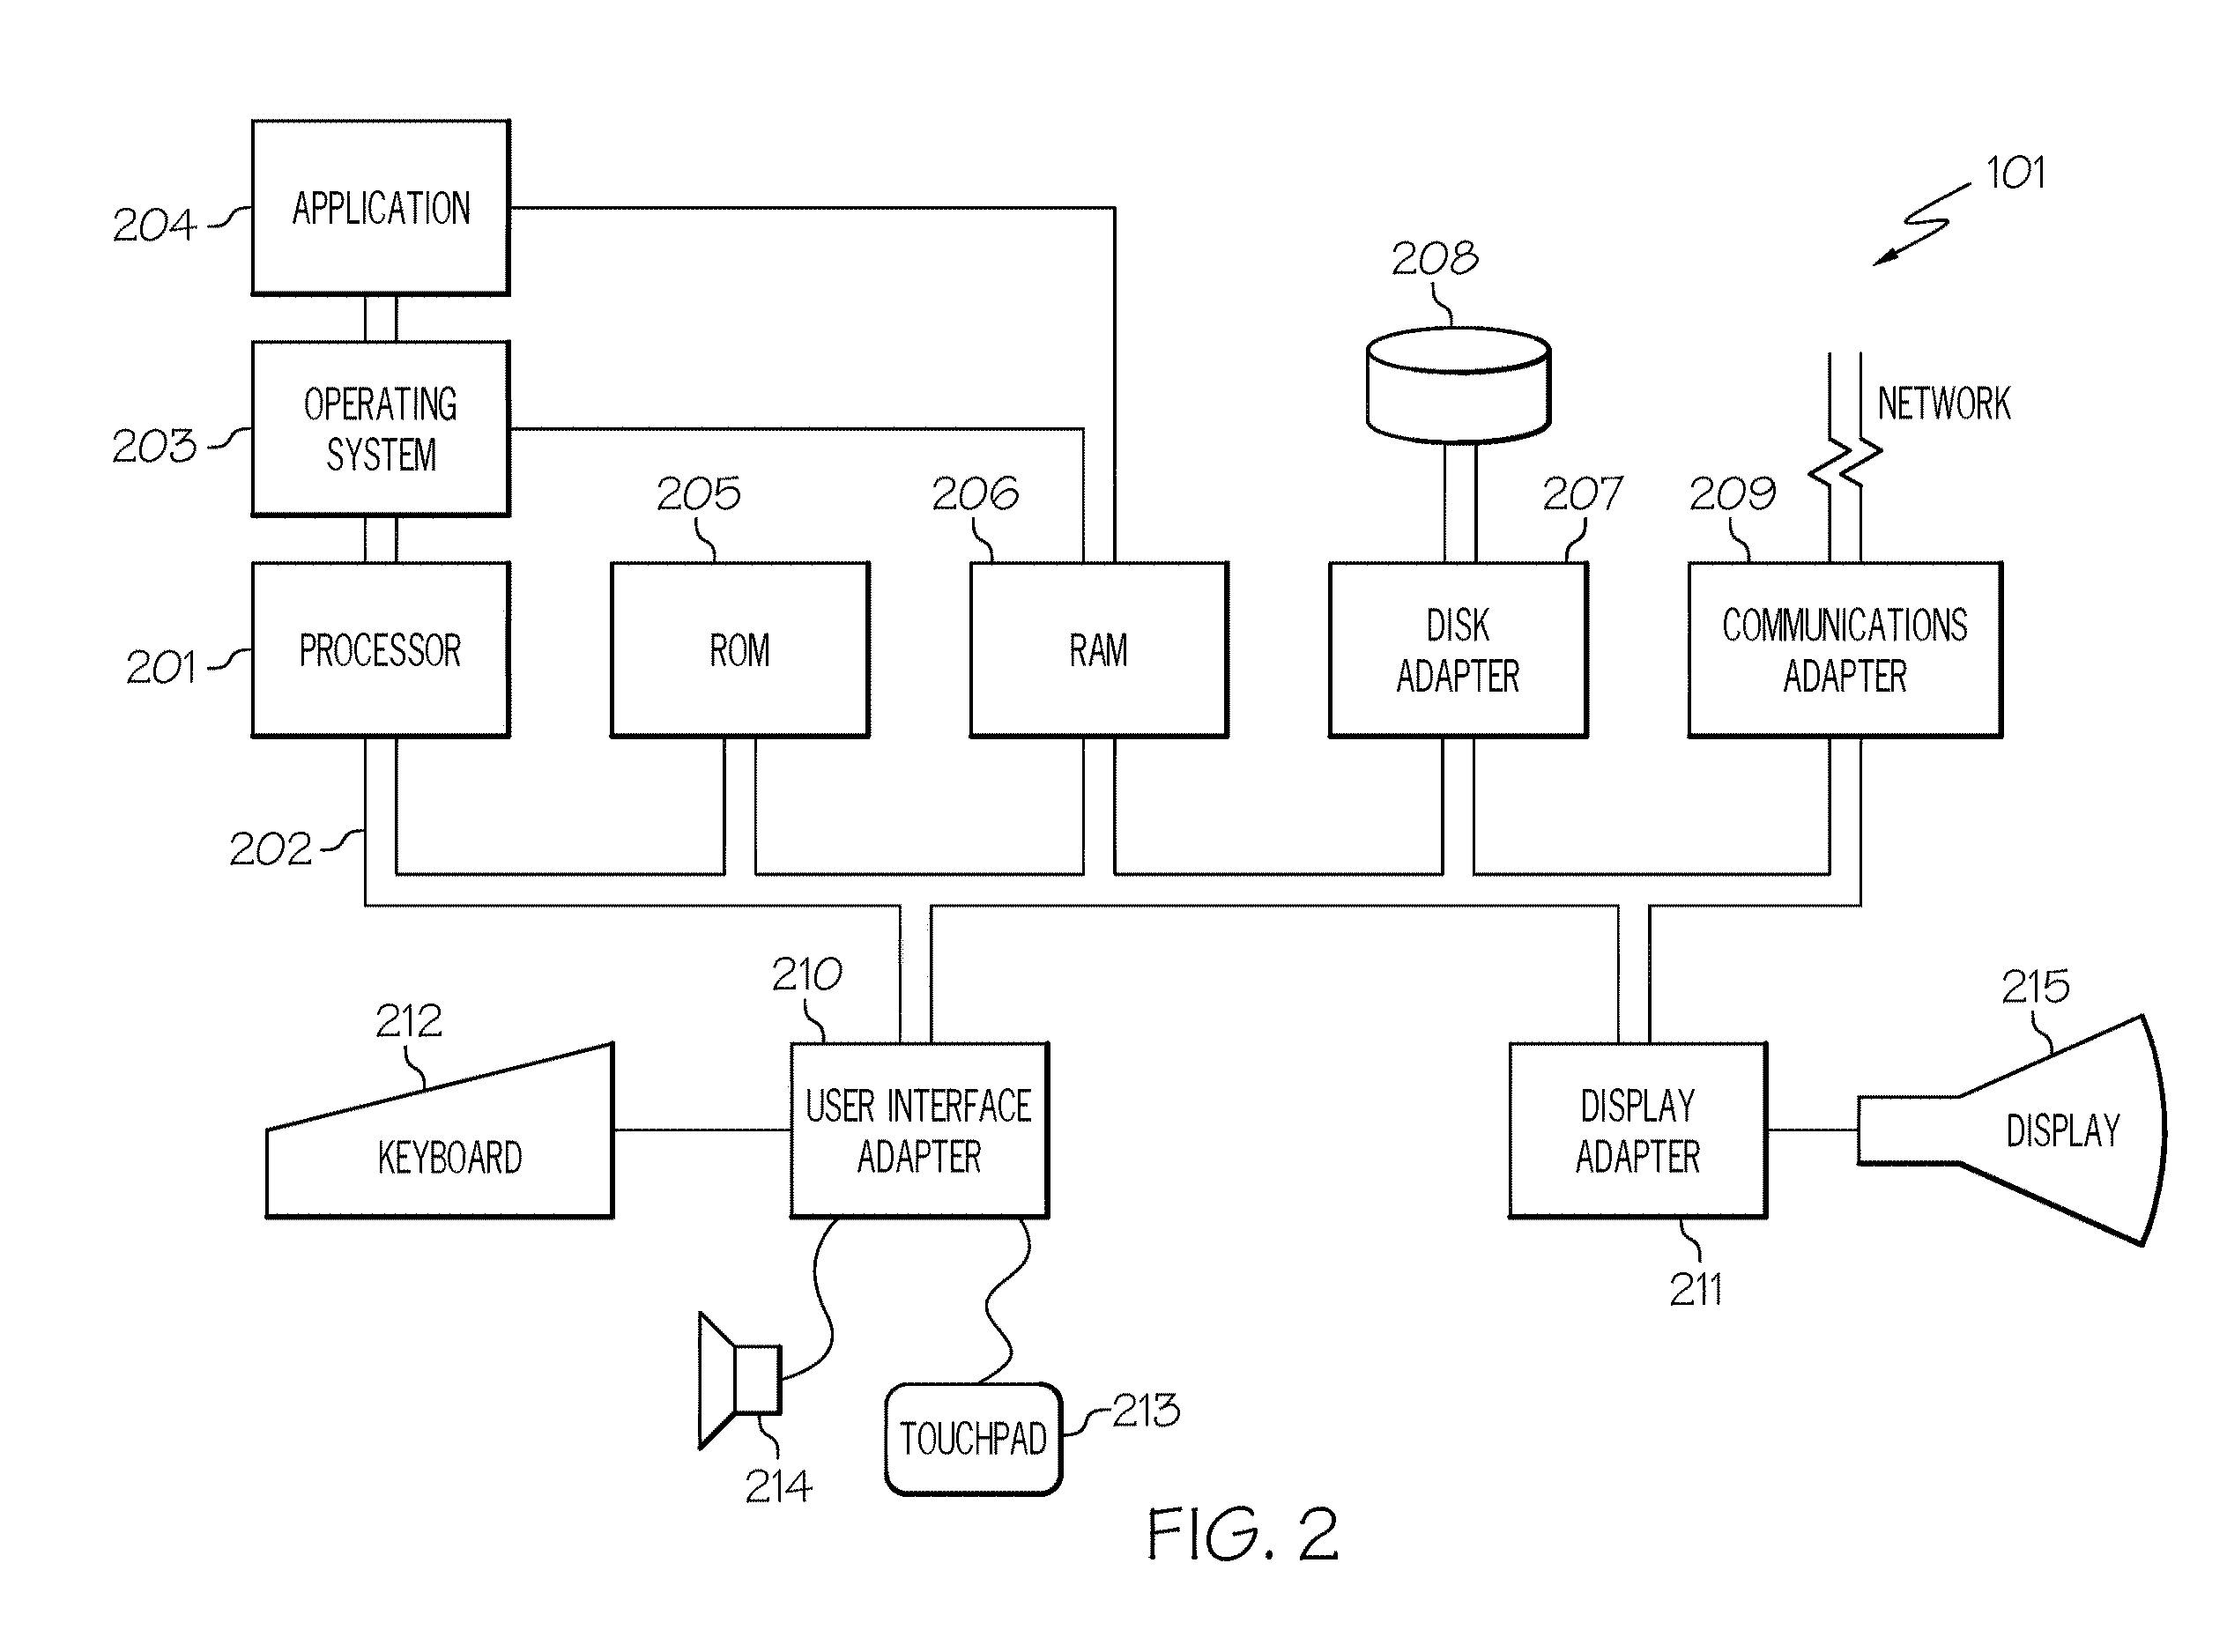 APPLICATION
204
101
208
OPERATING
SYSTEM
203
NETWORK
205
206
207
209
PROCESSOR
201
ROM
RAM
DISK
ADAPTER
COMMUNICATIONS
ADAPTER
202
210
212
215
KEYBOARD
USER INTERFACE
ADAPTER
DISPLAY
ADAPTER
DISPLAY
211
213
TOUCHPAD
214
FIG. 2